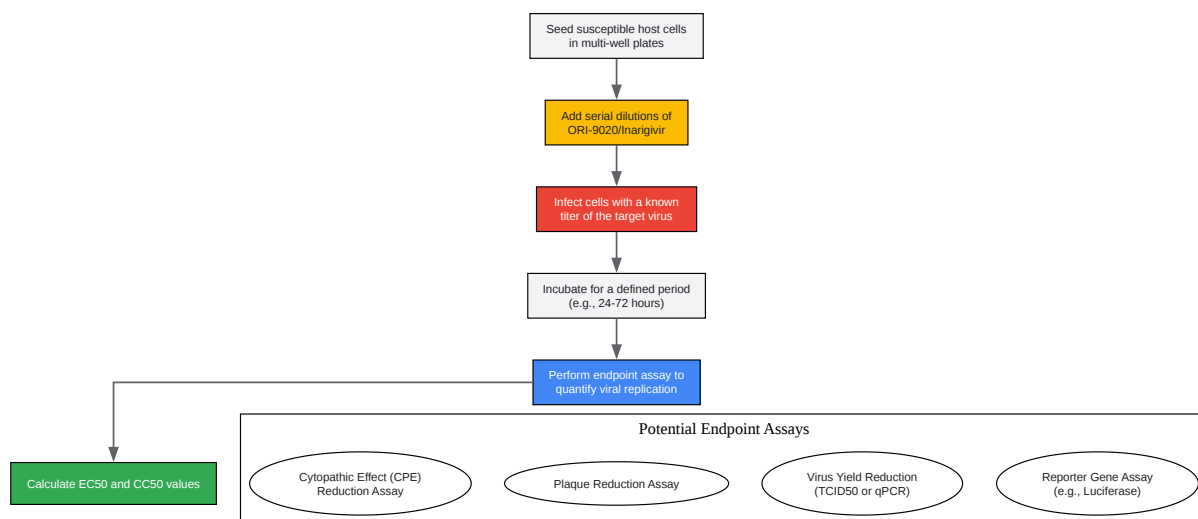 Seed susceptible host cells
in multi-well plates
Add serial dilutions of
ORI-9020/Inarigivir
Infect cells with a known
titer of the target virus
Incubate for a defined period
(e.g., 24-72 hours)
Perform endpoint assay to
quantify viral replication
Potential Endpoint Assays
Calculate EC50 and CC50 values
Cytopathic Effect (CPE)
Reduction Assay
Plaque Reduction Assay
Virus Yield Reduction
(TCID50 or qPCR)
Reporter Gene Assay
(e.g., Luciferase)